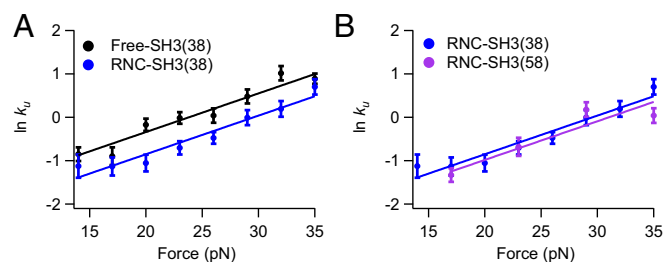 A
Free-SH3(38)
RNC-SH3(38)
ln ku
2
1
0
-1
-2
15 20 25 30 35
Force (pN)
B
RNC-SH3(38)
RNC-SH3(58)
ln ku
2
1
0
-1
-2
15 20 25 30 35
Force (pN)